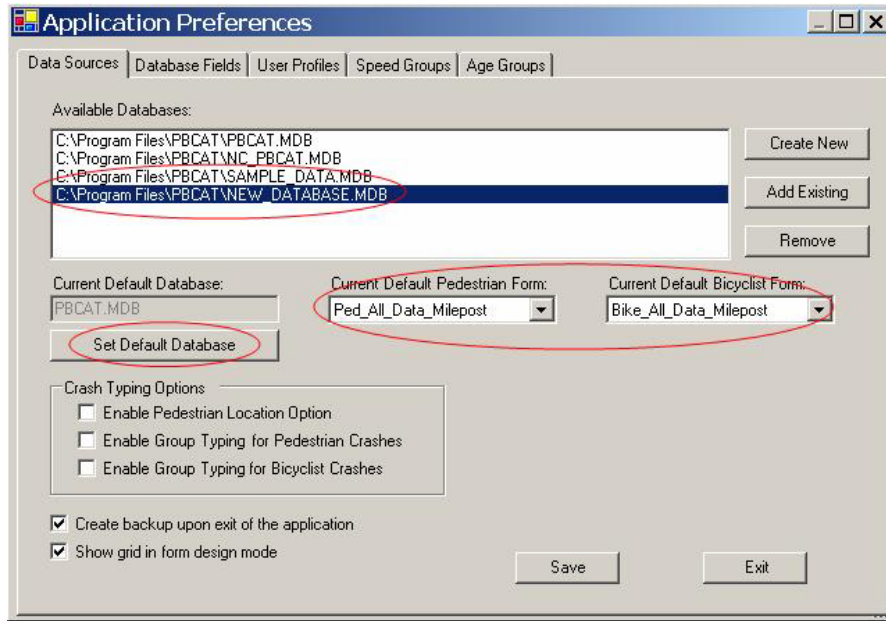 Application Preferences
Data Sources Database Fields User Profiles Speed Groups Age Groups
Available Databases:
C:\Program Files\PBCAT\PBCAT.MDB
C:\Program Files\PBCAT\NC_PBCAT.MDB
C:\Program Files\PBCAT\SAMPLE_DATA.MDB
C:\Program Files\PBCAT\NEW_DATABASE.MDB
Create New
Add Existing
Remove
Current Default Database: Current Default Pedestrian Form: Current Default Bicyclist Form:
PBCAT.MDB Ped_All_Data_Milepost Bike_All_Data_Milepost
Set Default Database
Crash Typing Options
Enable Pedestrian Location Option
Enable Group Typing for Pedestrian Crashes
Enable Group Typing for Bicyclist Crashes
Create backup upon exit of the application
Show grid in form design mode
Save Exit